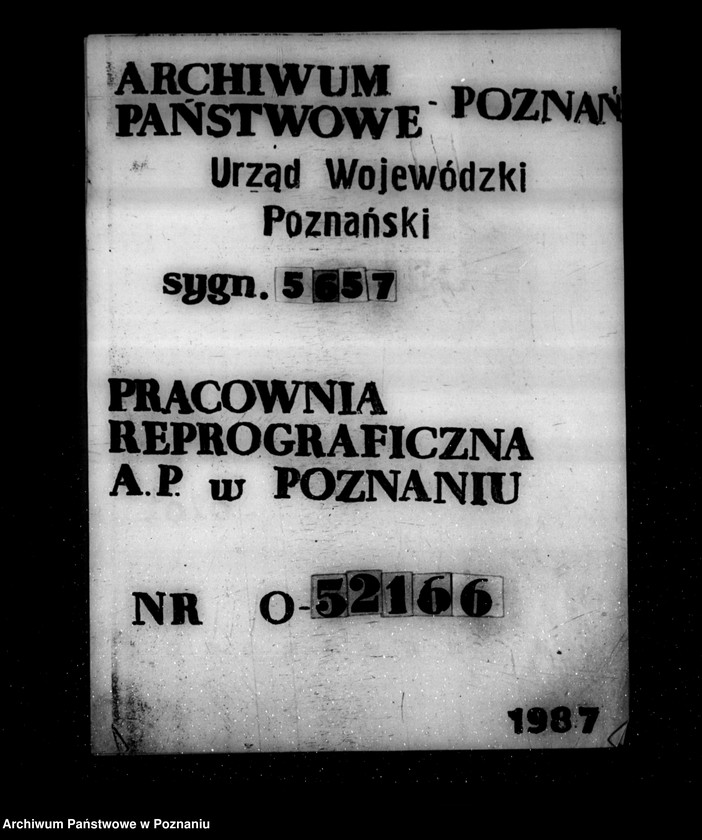 ARCHIWUM
PAŃSTWOWE - POZNAŃ
Urząd Wojewódzki
Poznański
sygn. 5657
PRACOWNIA
REPROGRAFICZNA
A.P. w POZNANIU
NR O-52166
1987
Archiwum Państwowe w Poznaniu